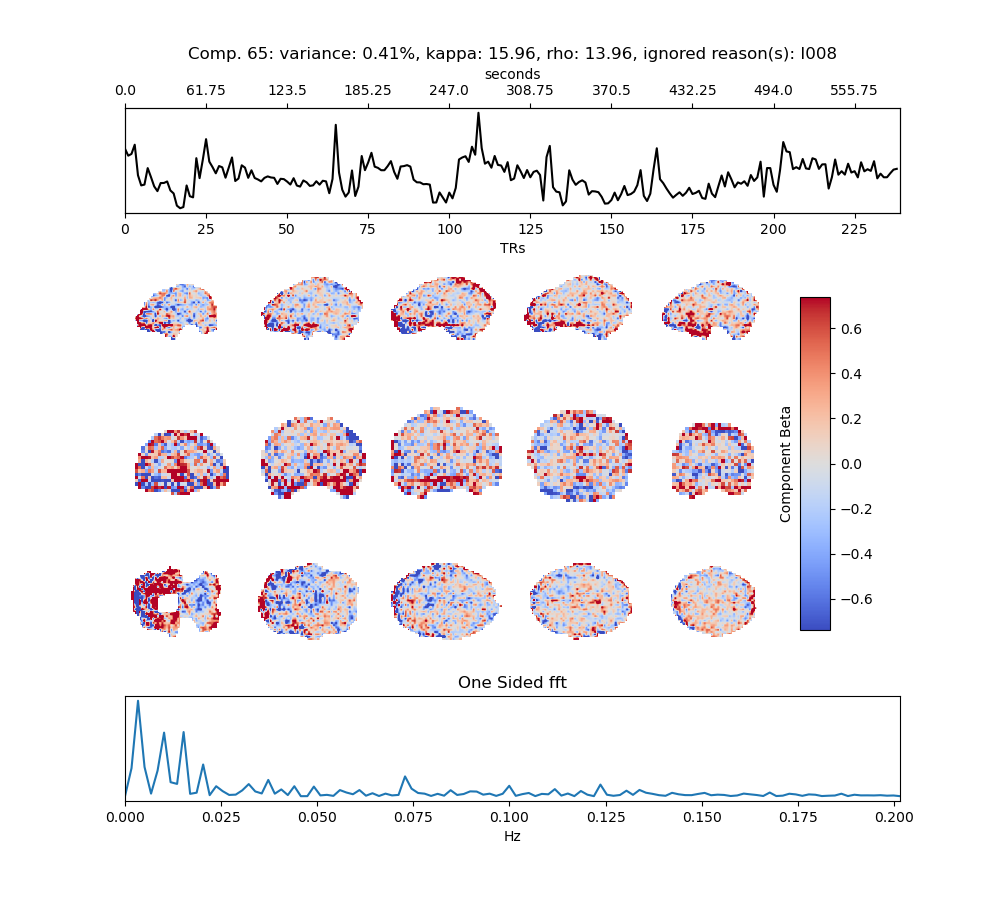 Comp. 65: variance: 0.41%, kappa: 15.96, rho: 13.96, ignored reason(s): I008
seconds
0.0 61.75 123.5 185.25 247.0 308.75 370.5 432.25 494.0 555.75
0 25 50 75 100 125 150 175 200 225
TRs
0.6
0.4
0.2
0.0
−0.2
−0.4
−0.6
Component Beta
One Sided fft
0.000 0.025 0.050 0.075 0.100 0.125 0.150 0.175 0.200
Hz